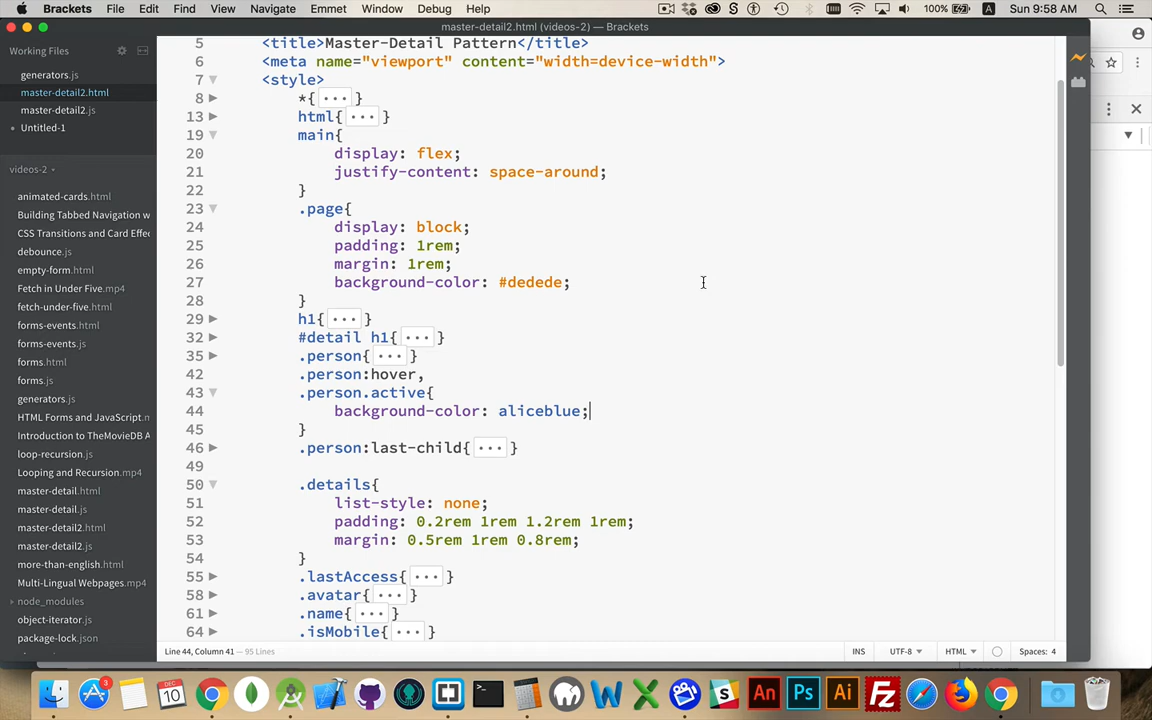 Brackets File Edit Find View Navigate Emmet Window Debug Help 100% A Sun 9:58 AM
master-detail2.html (videos-2) — Brackets
Working Files
generators.js
master-detail2.html
master-detail2.js
Untitled-1
videos-2
animated-cards.html
Building Tabbed Navigation w
CSS Transitions and Card Effec
debounce.js
empty-form.html
Fetch in Under Five.mp4
fetch-under-five.html
forms-events.html
forms-events.js
forms.html
forms.js
generators.js
HTML Forms and JavaScript.m
Introduction to TheMovieDB A
loop-recursion.js
Looping and Recursion.mp4
master-detail.html
master-detail.js
master-detail2.html
master-detail2.js
more-than-english.html
Multi-Lingual Webpages.mp4
node_modules
object-iterator.js
package-lock.json
5 <title>Master-Detail Pattern</title>
6 <meta name="viewport" content="width=device-width">
7 <style>
8 *{ ... }
13 html{ ... }
19 main{
20 display: flex;
21 justify-content: space-around;
22 }
23 .page{
24 display: block;
25 padding: 1rem;
26 margin: 1rem;
27 background-color: #dedede;
28 }
29 h1{ ... }
32 #detail h1{ ... }
35 .person{ ... }
42 .person:hover,
43 .person.active{
44 background-color: aliceblue;
45 }
46 .person:last-child{ ... }
49
50 .details{
51 list-style: none;
52 padding: 0.2rem 1rem 1.2rem 1rem;
53 margin: 0.5rem 1rem 0.8rem;
54 }
55 .lastAccess{ ... }
58 .avatar{ ... }
61 .name{ ... }
64 .isMobile{ ... }
Line 44, Column 41 — 95 Lines INS UTF-8 HTML Spaces: 4
3 DEC 10 W X S An Ps Ai Fz